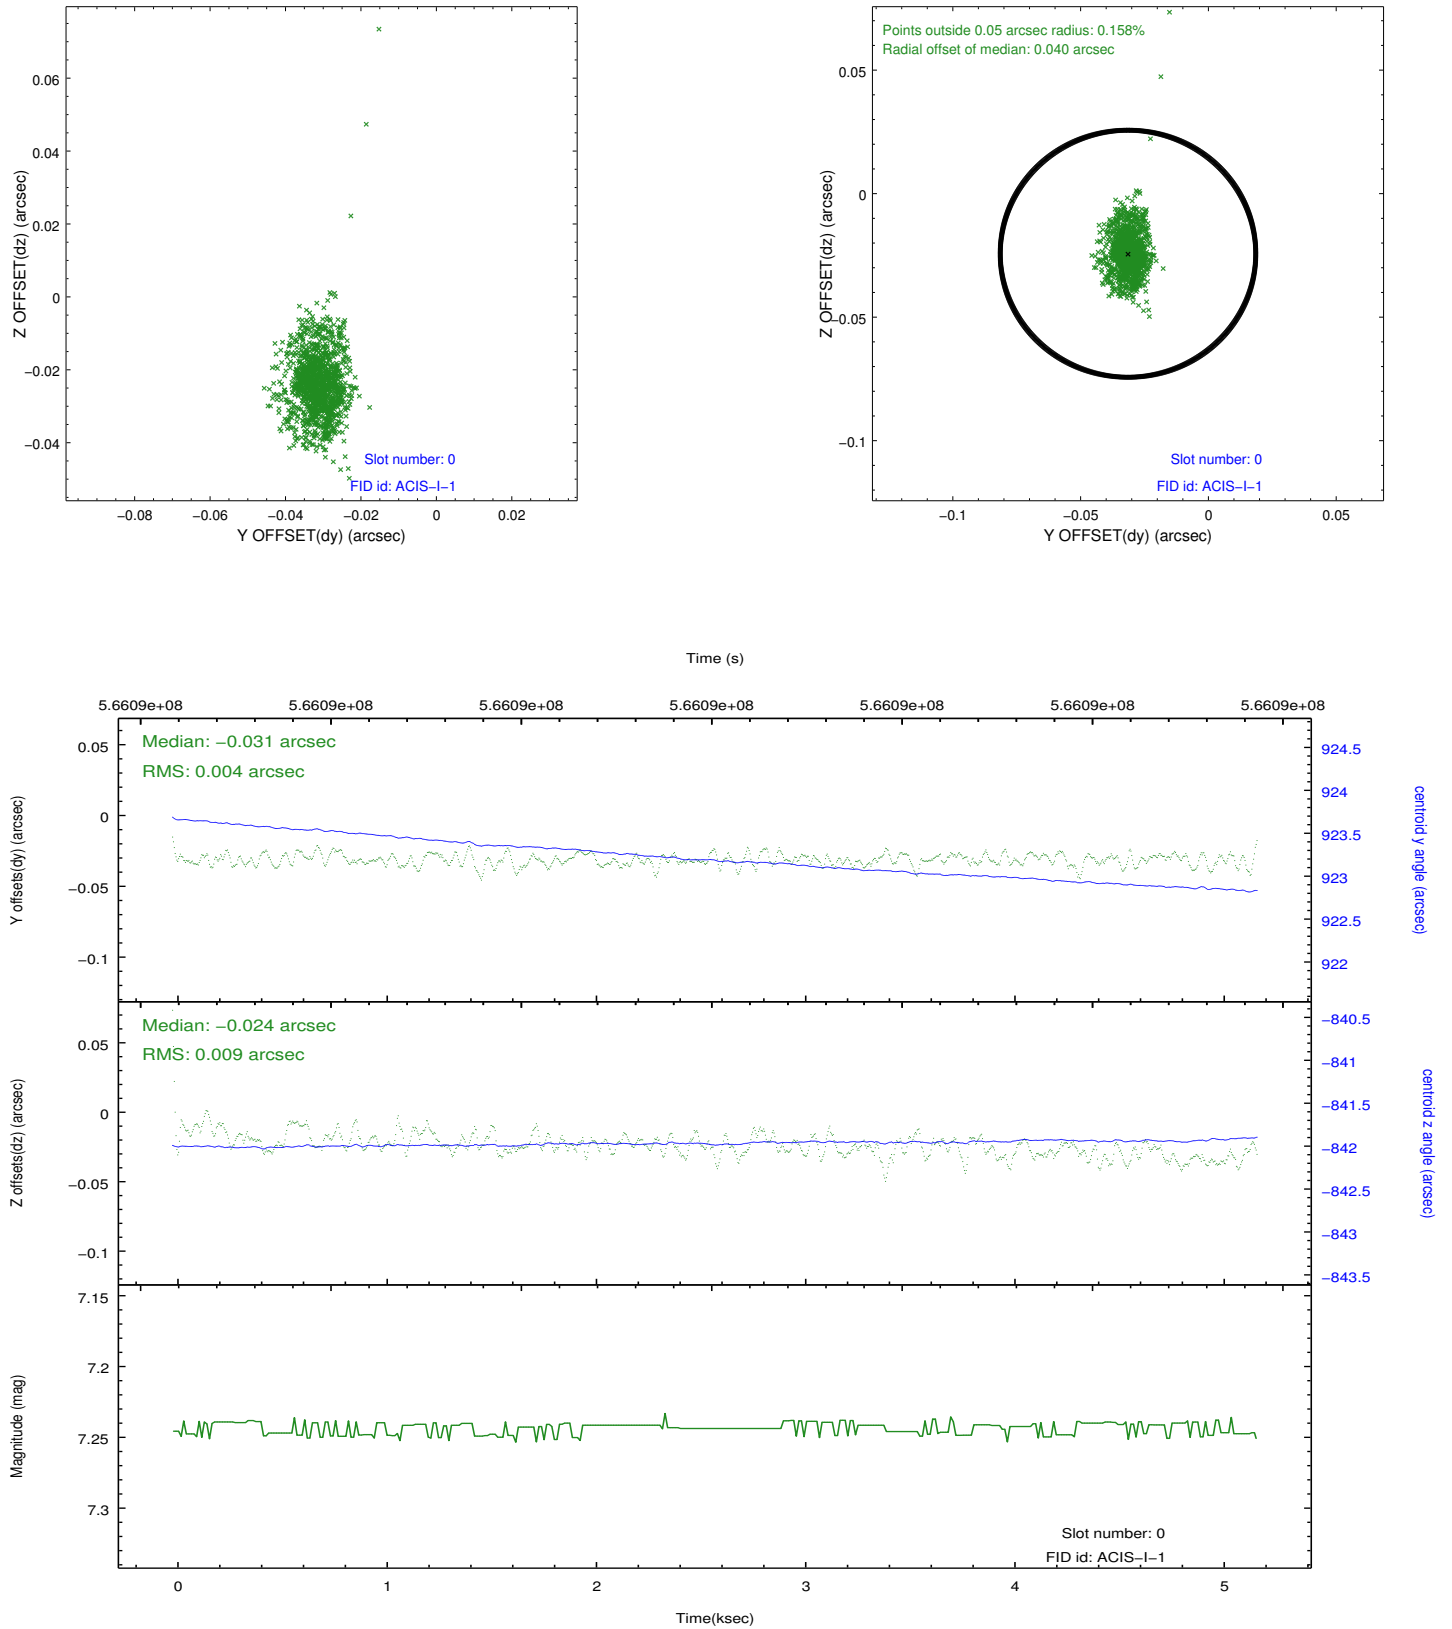 0.06
0.04
0.02
0
−0.02
−0.04
Z OFFSET(dz) (arcsec)
Slot number: 0
FID id: ACIS−I−1
−0.08
−0.06
−0.04
−0.02
0
0.02
Y OFFSET(dy) (arcsec)
Points outside 0.05 arcsec radius: 0.158%
Radial offset of median: 0.040 arcsec
0.05
0
−0.05
−0.1
Z OFFSET(dz) (arcsec)
Slot number: 0
FID id: ACIS−I−1
−0.1
−0.05
0
0.05
Y OFFSET(dy) (arcsec)
Time (s)
5.6609e+08
5.6609e+08
5.6609e+08
5.6609e+08
5.6609e+08
5.6609e+08
5.6609e+08
Median: −0.031 arcsec
RMS: 0.004 arcsec
0.05
0
−0.05
−0.1
Y offsets(dy) (arcsec)
924.5
924
923.5
923
922.5
922
centroid y angle (arcsec)
Median: −0.024 arcsec
RMS: 0.009 arcsec
0.05
0
−0.05
−0.1
Z offsets(dz) (arcsec)
−840.5
−841
−841.5
−842
−842.5
−843
−843.5
centroid z angle (arcsec)
7.15
7.2
7.25
7.3
Magnitude (mag)
Slot number: 0
FID id: ACIS−I−1
0
1
2
3
4
5
Time(ksec)